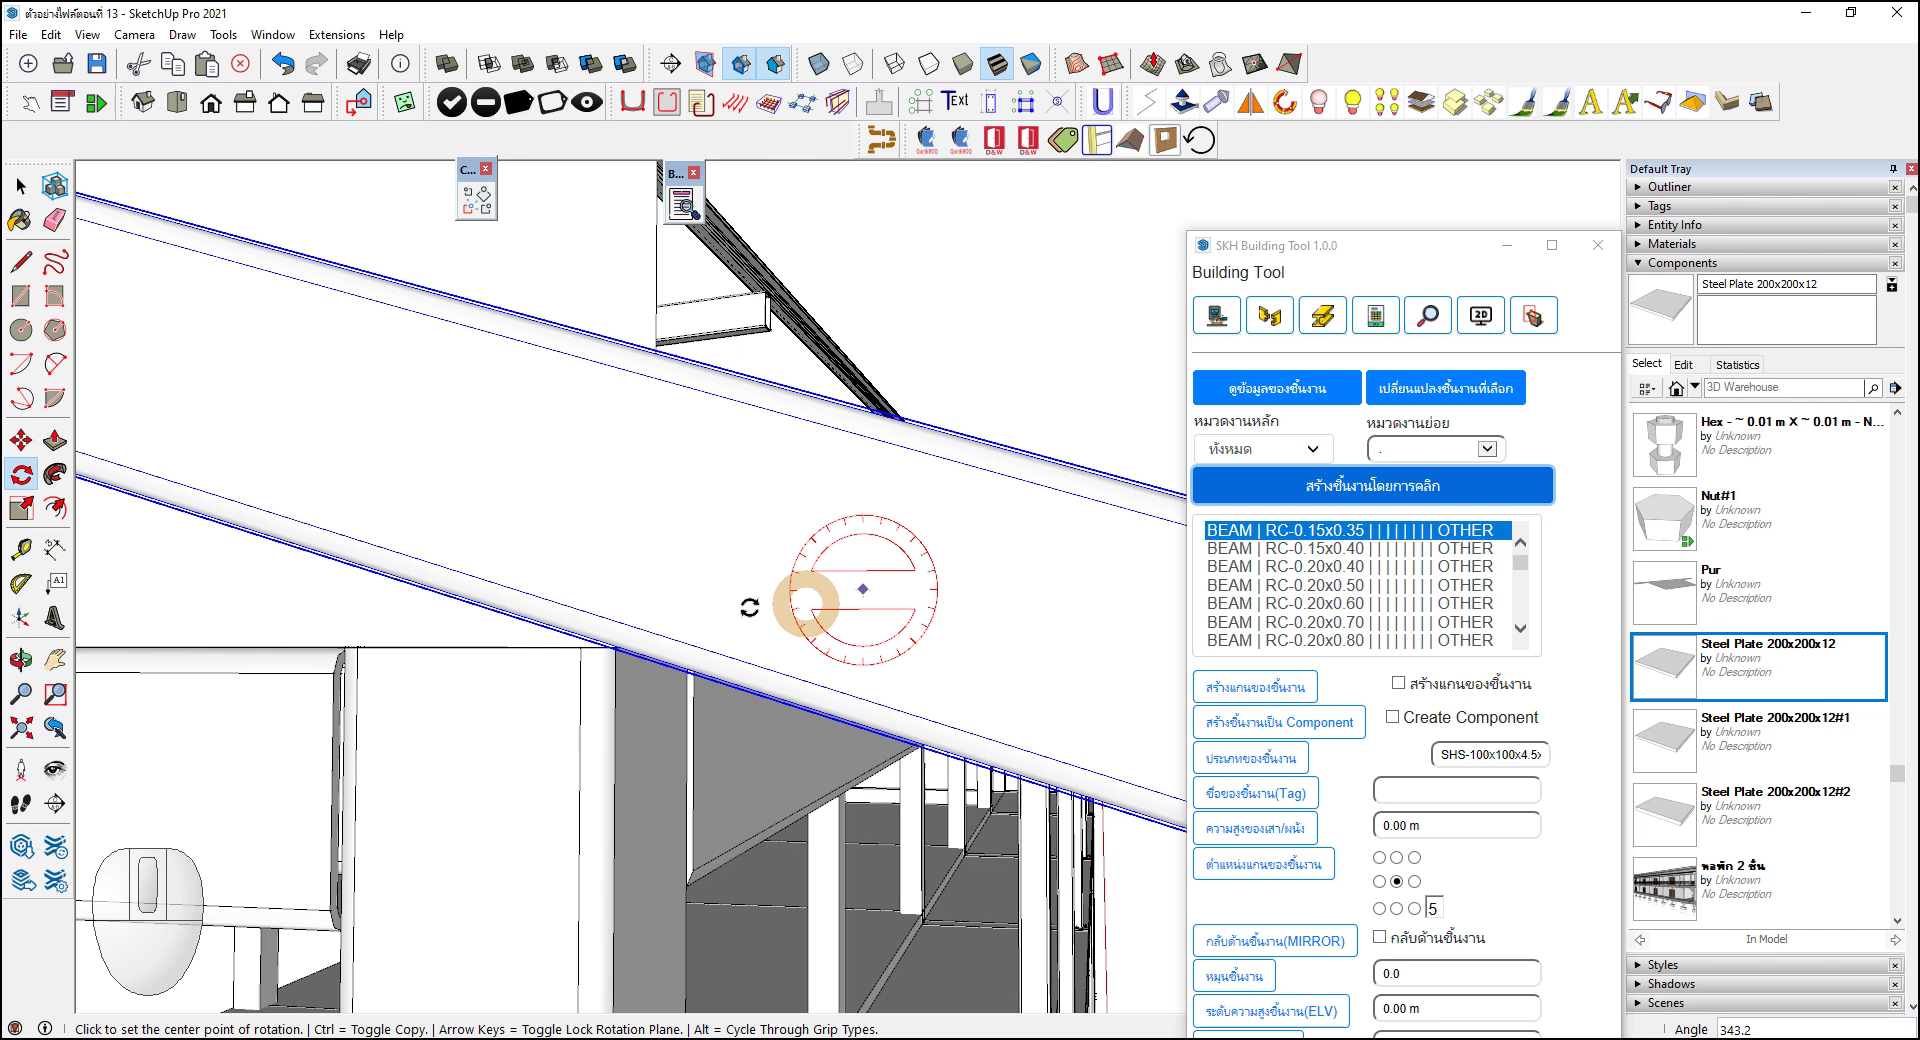 ตัวอย่างไฟล์ตอนที่ 13 - SketchUp Pro 2021
File Edit View Camera Draw Tools Window Extensions Help
Text
QuickBOQ QuickBOQ D&W D&W
C...
B...
A1
SKH Building Tool 1.0.0
Building Tool
2D
ดูข้อมูลของชิ้นงาน เปลี่ยนแปลงชิ้นงานที่เลือก
หมวดงานหลัก หมวดงานย่อย
ทั้งหมด .
สร้างชิ้นงานโดยการคลิก
BEAM | RC-0.15x0.35 | | | | | | | | OTHER
BEAM | RC-0.15x0.40 | | | | | | | | OTHER
BEAM | RC-0.20x0.40 | | | | | | | | OTHER
BEAM | RC-0.20x0.50 | | | | | | | | OTHER
BEAM | RC-0.20x0.60 | | | | | | | | OTHER
BEAM | RC-0.20x0.70 | | | | | | | | OTHER
BEAM | RC-0.20x0.80 | | | | | | | | OTHER
สร้างแกนของชิ้นงาน สร้างแกนของชิ้นงาน
สร้างชิ้นงานเป็น Component Create Component
ประเภทของชิ้นงาน SHS-100x100x4.5x
ชื่อของชิ้นงาน(Tag)
ความสูงของเสา/ผนัง 0.00 m
ตำแหน่งแกนของชิ้นงาน
5
กลับด้านชิ้นงาน(MIRROR) กลับด้านชิ้นงาน
หมุนชิ้นงาน 0.0
ระดับความสูงชิ้นงาน(ELV) 0.00 m
Default Tray
Outliner
Tags
Entity Info
Materials
Components
Steel Plate 200x200x12
Select Edit Statistics
3D Warehouse
Hex - ~ 0.01 m X ~ 0.01 m - N...
by Unknown
No Description
Nut#1
by Unknown
No Description
Pur
by Unknown
No Description
Steel Plate 200x200x12
by Unknown
No Description
Steel Plate 200x200x12#1
by Unknown
No Description
Steel Plate 200x200x12#2
by Unknown
No Description
หอพัก 2 ชั้น
by Unknown
No Description
In Model
Styles
Shadows
Scenes
Click to set the center point of rotation. | Ctrl = Toggle Copy. | Arrow Keys = Toggle Lock Rotation Plane. | Alt = Cycle Through Grip Types.
Angle 343.2